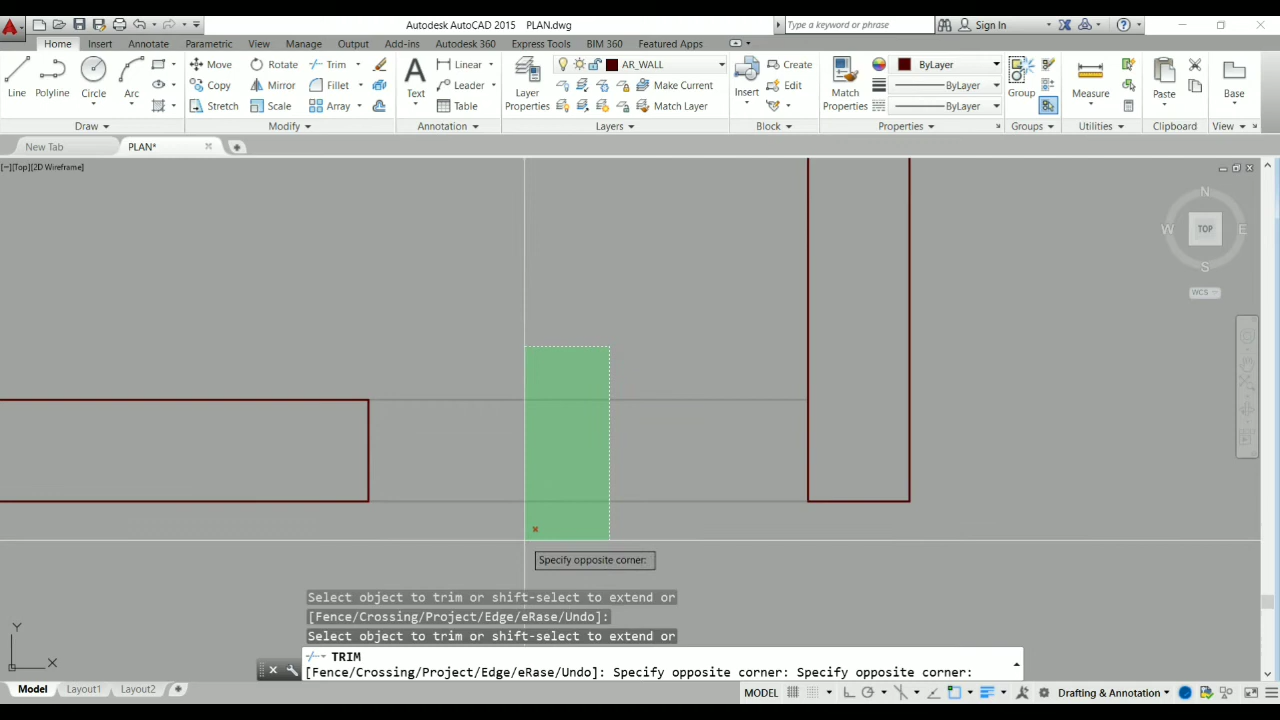 Autodesk AutoCAD 2015 PLAN.dwg
Type a keyword or phrase
Sign In
Home Insert Annotate Parametric View Manage Output Add-ins Autodesk 360 Express Tools BIM 360 Featured Apps
Line
Polyline
Circle
Arc
Move Rotate Trim
Copy Mirror Fillet
Stretch Scale Array
Text
Linear
Leader
Table
Layer
Properties
AR_WALL
Make Current
Match Layer
Insert
Create
Edit
Match
Properties
ByLayer
ByLayer
ByLayer
Group
Measure
Paste
Base
Draw Modify Annotation Layers Block Properties Groups Utilities Clipboard View
New Tab PLAN*
[−][Top][2D Wireframe]
N
W TOP E
S
WCS
Specify opposite corner:
Select object to trim or shift-select to extend or
[Fence/Crossing/Project/Edge/eRase/Undo]:
Select object to trim or shift-select to extend or
TRIM
[Fence/Crossing/Project/Edge/eRase/Undo]: Specify opposite corner: Specify opposite corner:
Y
X
Model Layout1 Layout2
MODEL
Drafting & Annotation